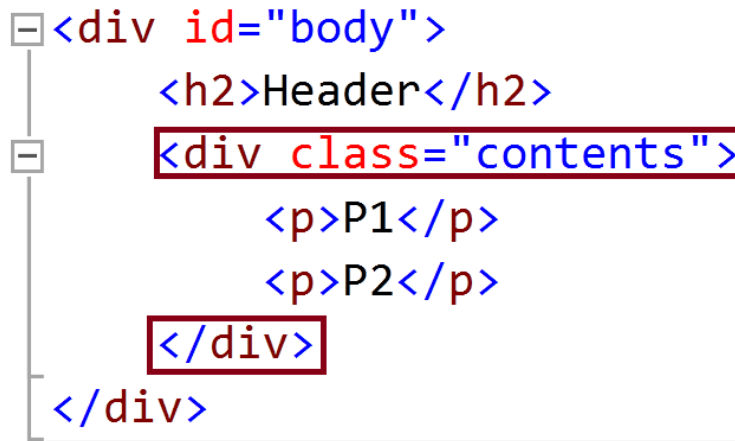 <div id="body">
<h2>Header</h2>
<div class="contents">
<p>P1</p>
<p>P2</p>
</div>
</div>